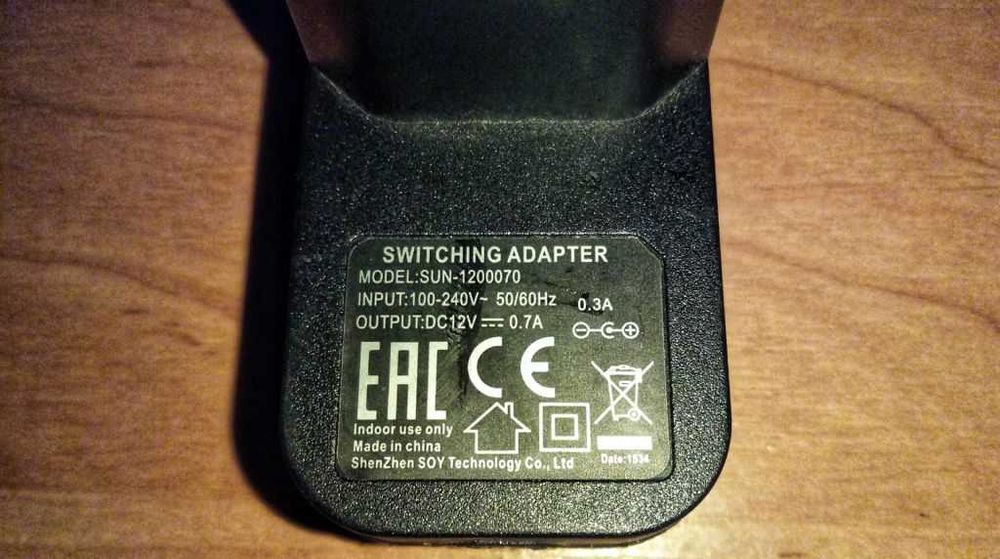 SWITCHING ADAPTER
MODEL:SUN-1200070
INPUT:100-240V~ 50/60Hz 0.3A
OUTPUT:DC12V ⎓ 0.7A
EAC CE
Indoor use only
Made in china
ShenZhen SOY Technology Co., Ltd
Date:1534